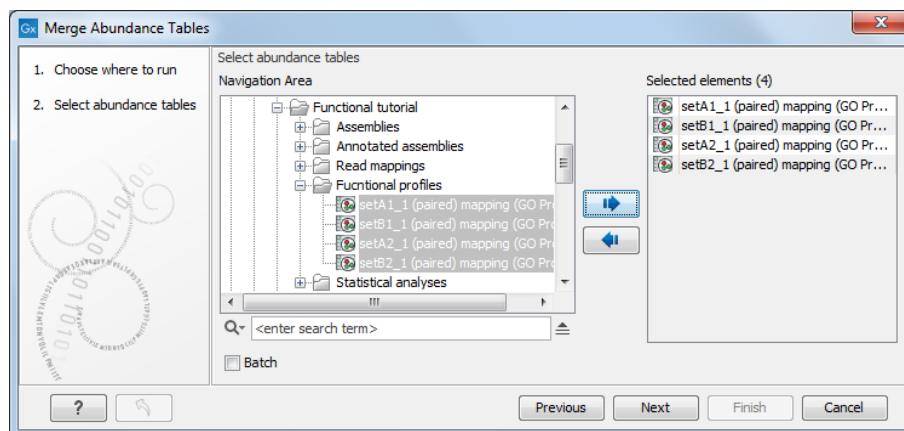 Gx Merge Abundance Tables
X
1. Choose where to run
2. Select abundance tables
Select abundance tables
Navigation Area
Functional tutorial
Assemblies
Annotated assemblies
Read mappings
Fucntional profiles
setA1_1 (paired) mapping (GO Pro
setB1_1 (paired) mapping (GO Pro
setA2_1 (paired) mapping (GO Pro
setB2_1 (paired) mapping (GO Pro
Statistical analyses
<enter search term>
Batch
Selected elements (4)
setA1_1 (paired) mapping (GO Pr...
setB1_1 (paired) mapping (GO Pr...
setA2_1 (paired) mapping (GO Pr...
setB2_1 (paired) mapping (GO Pr...
?
Previous
Next
Finish
Cancel